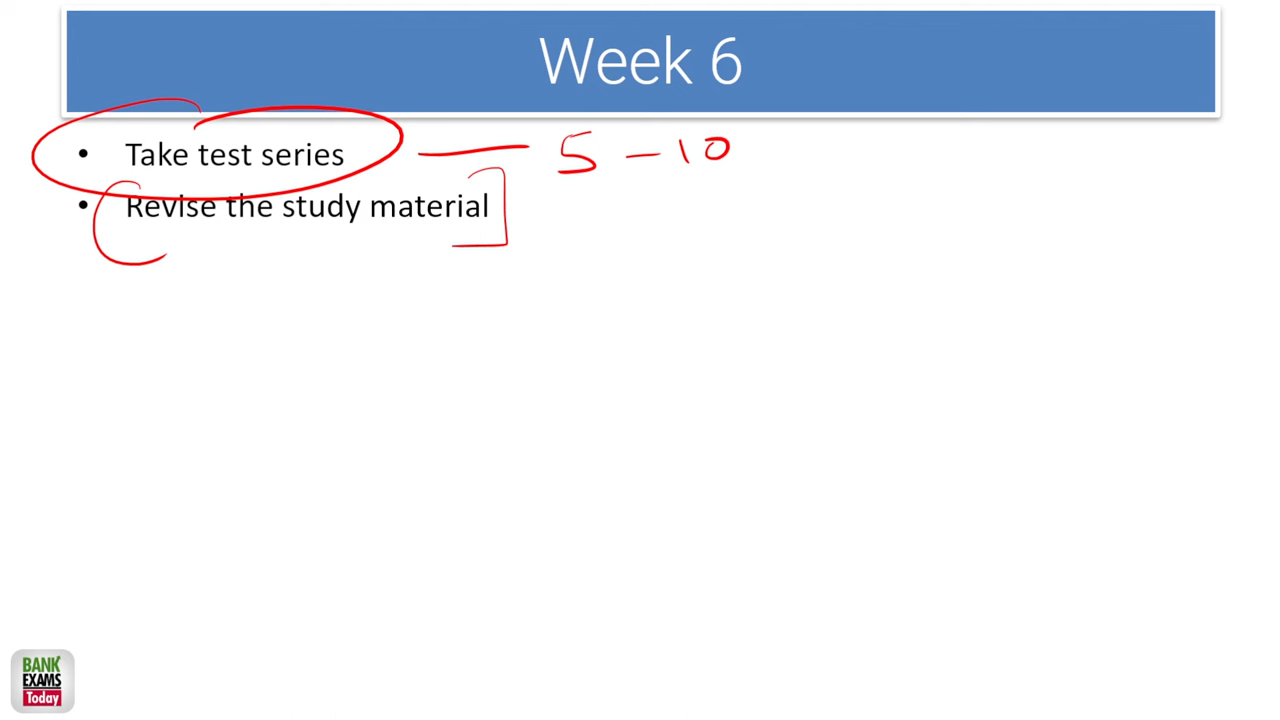 Week 6
• Take test series — 5 - 10
• Revise the study material
BANK
EXAMS
Today